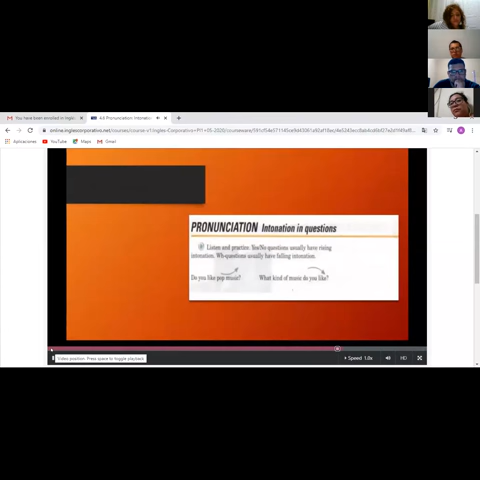 You have been enrolled in Ingle
4.6 Pronunciation: Intonation
Aplicaciones
YouTube
Maps
Gmail
PRONUNCIATION Intonation in questions
Listen and practice. Yes/No questions usually have rising
intonation. Wh-questions usually have falling intonation.
Do you like pop music? What kind of music do you like?
Video position. Press space to toggle playback
Speed 1.0x
HD